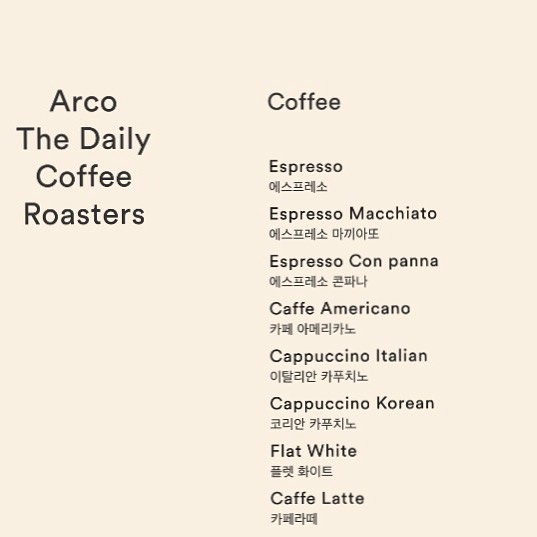 Arco
The Daily
Coffee
Roasters
Coffee
Espresso
에스프레소
Espresso Macchiato
에스프레소 마끼아또
Espresso Con panna
에스프레소 콘파나
Caffe Americano
카페 아메리카노
Cappuccino Italian
이탈리안 카푸치노
Cappuccino Korean
코리안 카푸치노
Flat White
플렛 화이트
Caffe Latte
카페라떼